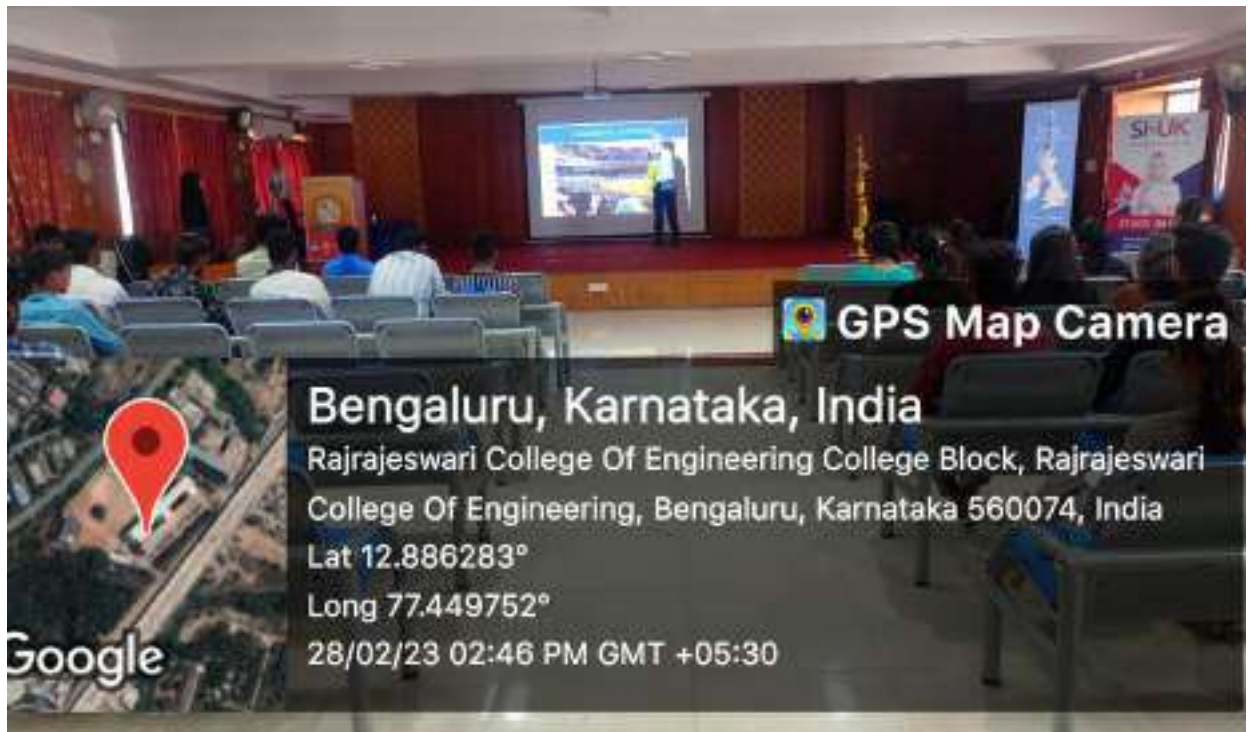 SI-UK
GPS Map Camera
Bengaluru, Karnataka, India
Rajrajeswari College Of Engineering College Block, Rajrajeswari
College Of Engineering, Bengaluru, Karnataka 560074, India
Lat 12.886283°
Long 77.449752°
28/02/23 02:46 PM GMT +05:30
Google